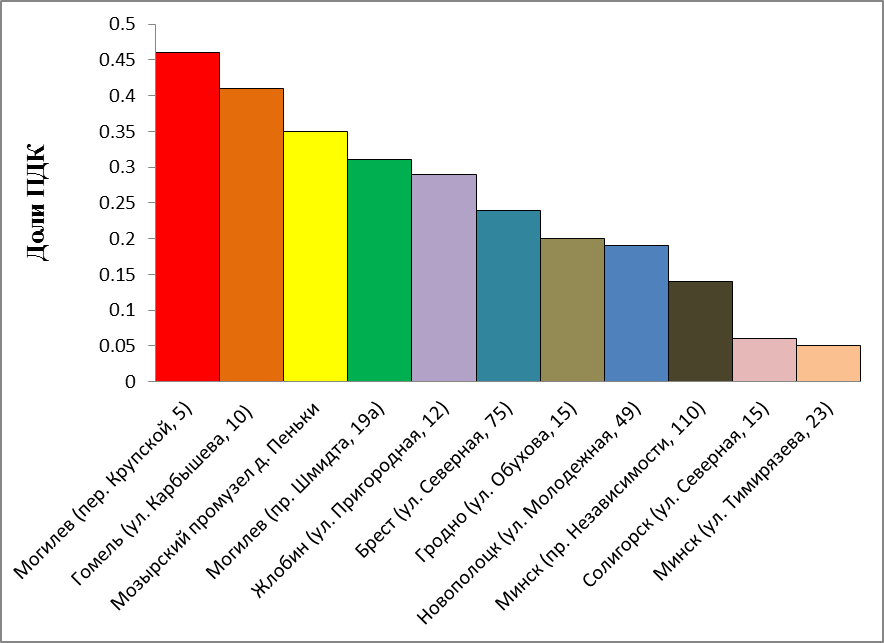 Доли ПДК
0.5
0.45
0.4
0.35
0.3
0.25
0.2
0.15
0.1
0.05
0
Могилев (пер. Крупской, 5)
Гомель (ул. Карбышева, 10)
Мозырский промузел д. Пеньки
Могилев (пр. Шмидта, 19а)
Жлобин (ул. Пригородная, 12)
Брест (ул. Северная, 75)
Гродно (ул. Обухова, 15)
Новополоцк (ул. Молодежная, 49)
Минск (пр. Независимости, 110)
Солигорск (ул. Северная, 15)
Минск (ул. Тимирязева, 23)